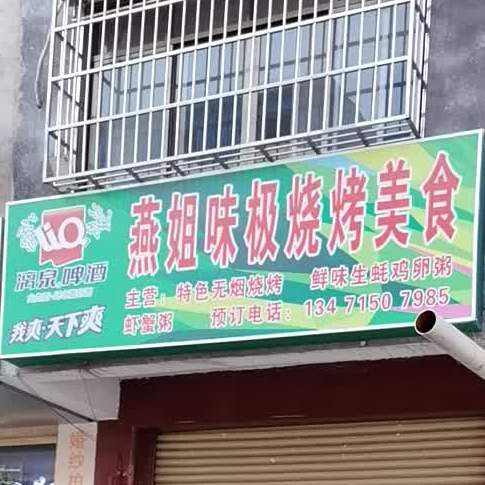 燕姐味极烧烤美食
漓泉啤酒
我爽·天下爽
主营：特色无烟烧烤 鲜味生蚝鸡卵粥
虾蟹粥 预订电话：134 7150 7985
婚纱